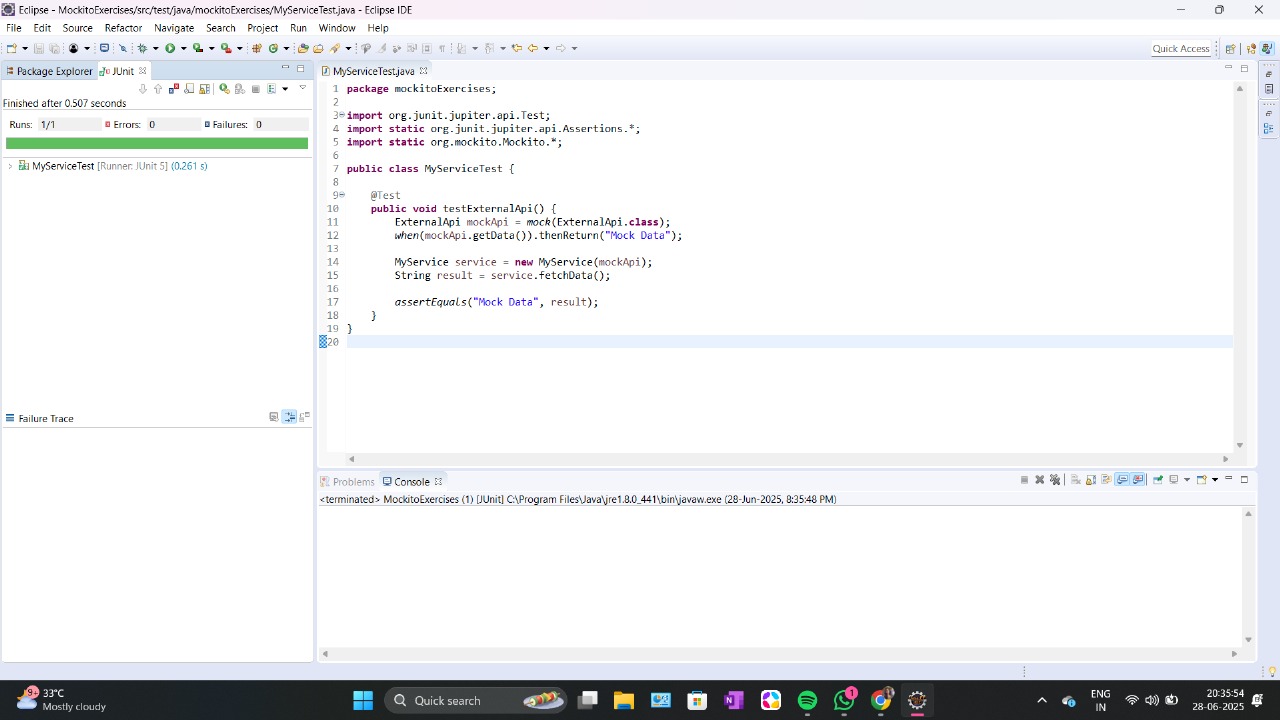 Eclipse - MockitoExercises/src/test/java/mockitoExercises/MyServiceTest.java - Eclipse IDE
File Edit Source Refactor Navigate Search Project Run Window Help
Quick Access
Package Explorer JUnit
Finished after 0.507 seconds
Runs: 1/1 Errors: 0 Failures: 0
MyServiceTest [Runner: JUnit 5] (0.261 s)
Failure Trace
MyServiceTest.java
1 package mockitoExercises;
2
3 import org.junit.jupiter.api.Test;
4 import static org.junit.jupiter.api.Assertions.*;
5 import static org.mockito.Mockito.*;
6
7 public class MyServiceTest {
8
9 @Test
10 public void testExternalApi() {
11 ExternalApi mockApi = mock(ExternalApi.class);
12 when(mockApi.getData()).thenReturn("Mock Data");
13
14 MyService service = new MyService(mockApi);
15 String result = service.fetchData();
16
17 assertEquals("Mock Data", result);
18 }
19 }
20
Problems Console
<terminated> MockitoExercises (1) [JUnit] C:\Program Files\Java\jre1.8.0_441\bin\javaw.exe (28-Jun-2025, 8:35:48 PM)
9+ 33°C
Mostly cloudy
Quick search
1
ENG
IN
20:35:54
28-06-2025